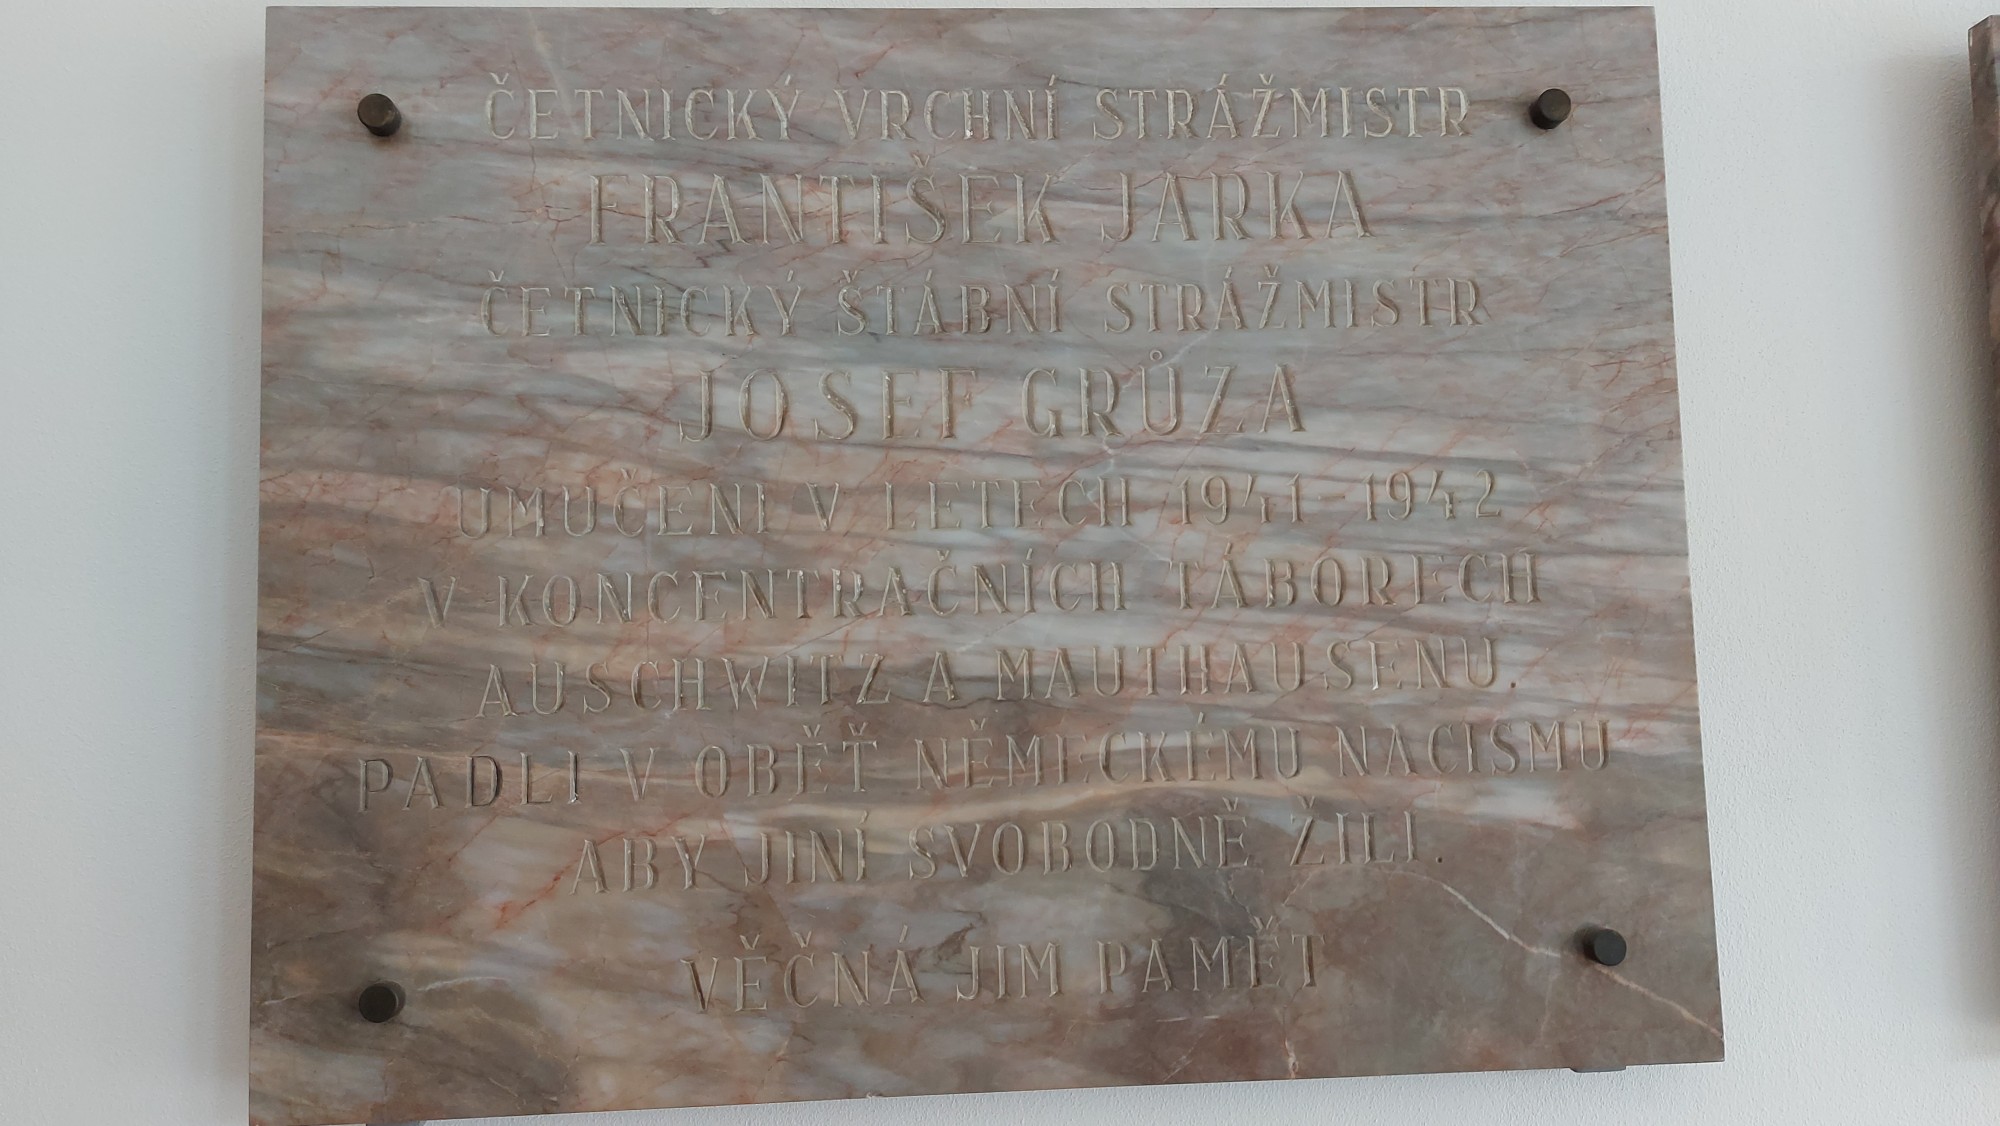 ČETNICKÝ VRCHNÍ STRÁŽMISTR
FRANTIŠEK JARKA
ČETNICKÝ ŠTÁBNÍ STRÁŽMISTR
JOSEF GRŮZA
UMUČENI V LETECH 1941-1942
V KONCENTRAČNÍCH TÁBORECH
AUSCHWITZ A MAUTHAUSENU.
PADLI V OBĚŤ NĚMECKÉMU NACISMU
ABY JINÍ SVOBODNĚ ŽILI.
VĚČNÁ JIM PAMĚŤ